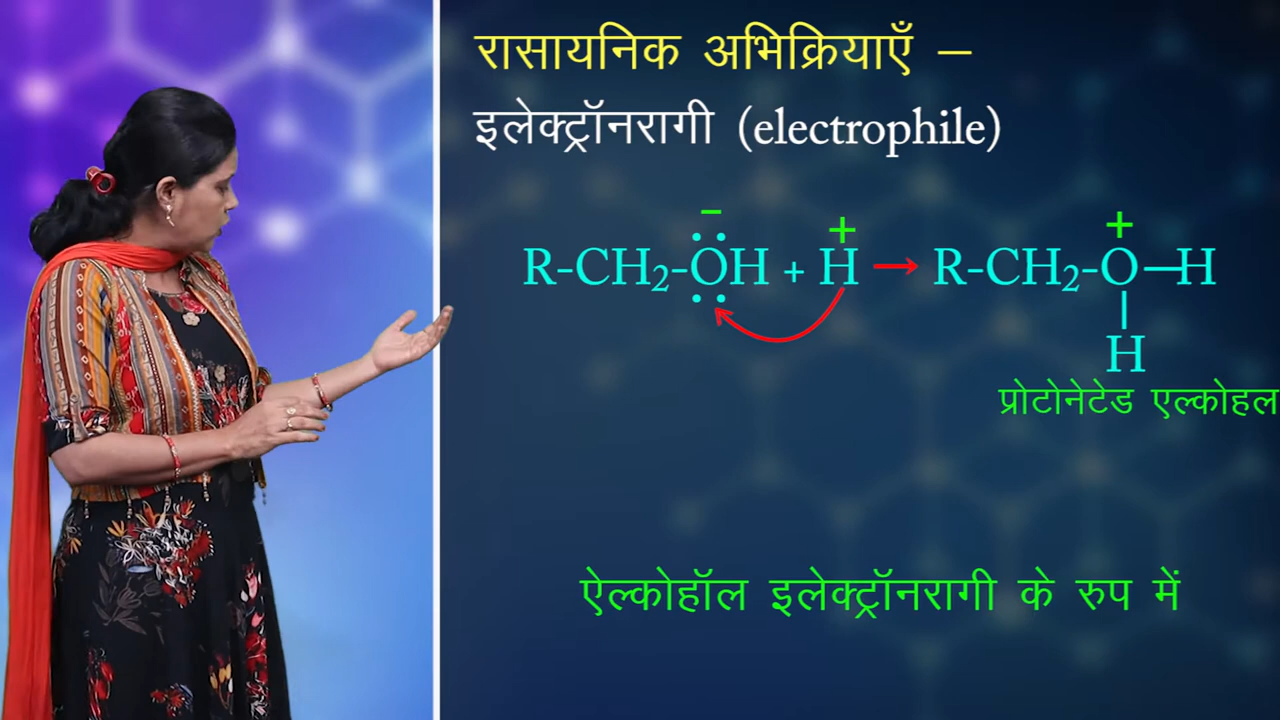 रासायनिक अभिक्रियाएँ –
इलेक्ट्रॉनरागी (electrophile)
R-CH₂-ÖH⁻ + H⁺ → R-CH₂-O⁺—H
|
H
प्रोटोनेटेड एल्कोहल
ऐल्कोहॉल इलेक्ट्रॉनरागी के रुप में